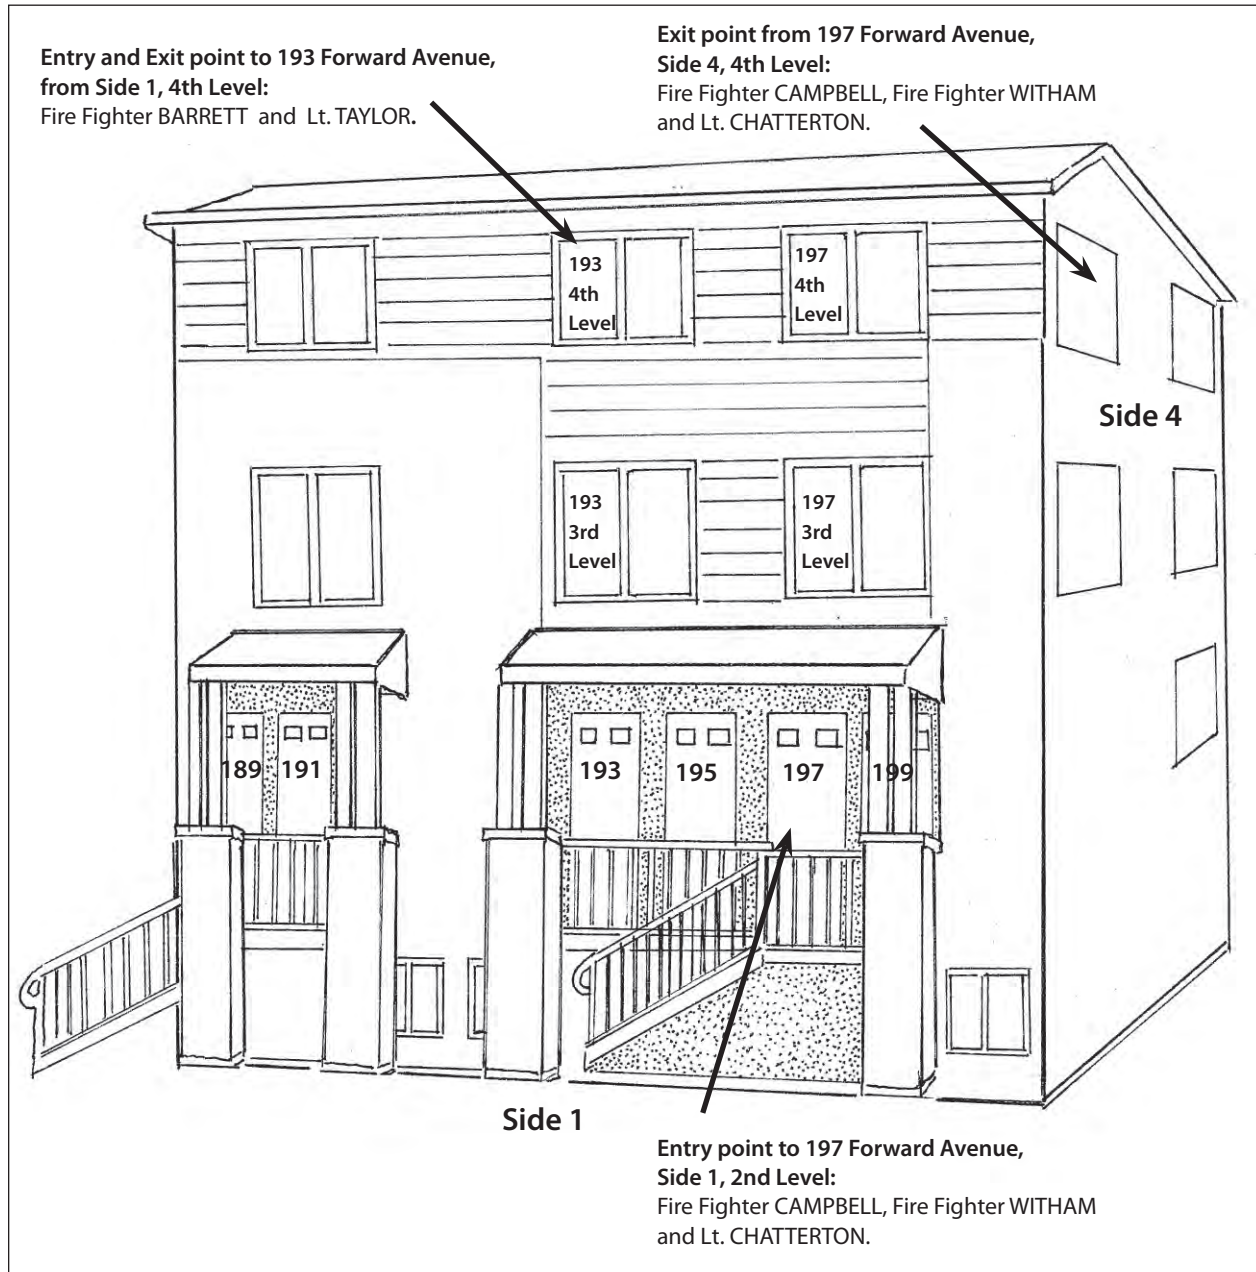 Entry and Exit point to 193 Forward Avenue,
from Side 1, 4th Level:
Fire Fighter BARRETT and Lt. TAYLOR.
Exit point from 197 Forward Avenue,
Side 4, 4th Level:
Fire Fighter CAMPBELL, Fire Fighter WITHAM
and Lt. CHATTERTON.
193
4th
Level
197
4th
Level
Side 4
193
3rd
Level
197
3rd
Level
189
191
193
195
197
199
Side 1
Entry point to 197 Forward Avenue,
Side 1, 2nd Level:
Fire Fighter CAMPBELL, Fire Fighter WITHAM
and Lt. CHATTERTON.